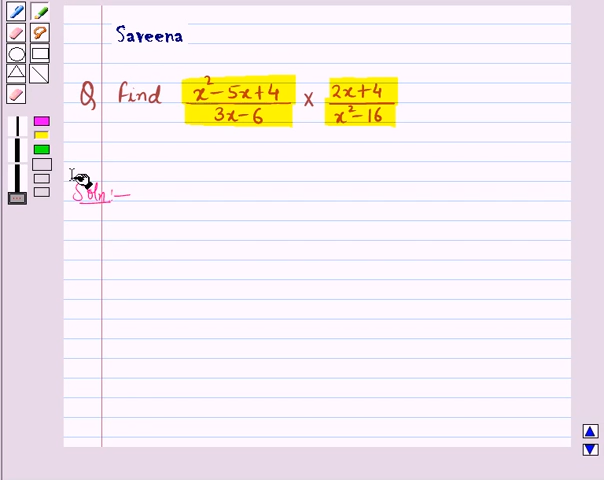 Saveena
Q Find x² - 5x + 4 / 3x - 6 × 2x + 4 / x² - 16
Soln:-